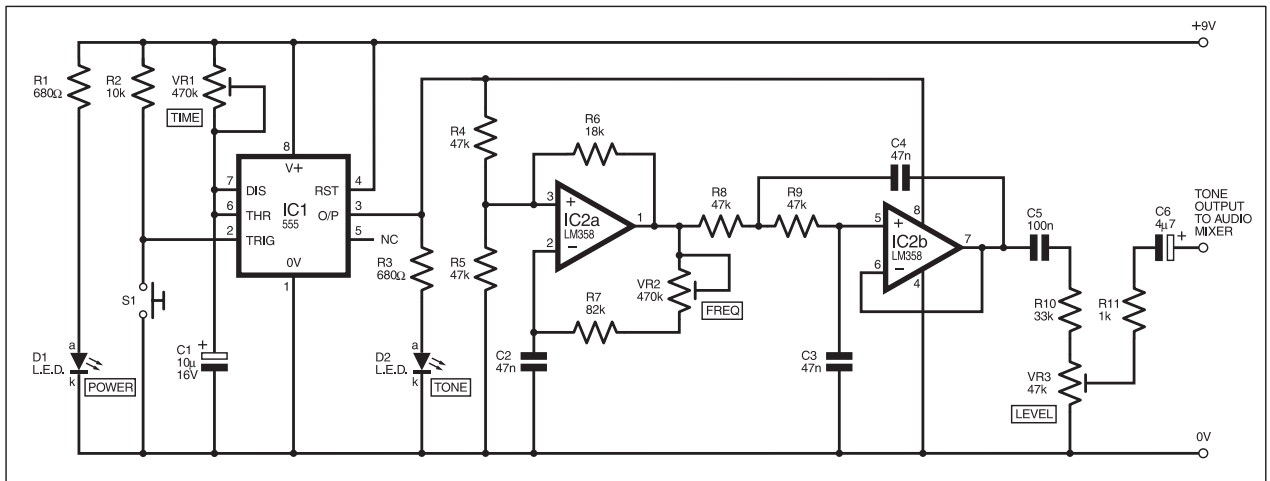 +9V
R1
680Ω
R2
10k
VR1
470k
TIME
8
V+
7
DIS
RST
4
6
THR
IC1
555
O/P
3
2
TRIG
5
NC
0V
1
S1
C1
+
10µ
16V
D1
L.E.D.
a
k
POWER
R3
680Ω
D2
L.E.D.
a
k
TONE
R4
47k
R5
47k
R6
18k
3
+
IC2a
LM358
1
2
−
R7
82k
VR2
470k
FREQ
C2
47n
R8
47k
R9
47k
C4
47n
C3
47n
5
+
8
IC2b
LM358
7
6
−
4
C5
100n
R10
33k
VR3
47k
LEVEL
R11
1k
C6
4µ7
+
TONE
OUTPUT
TO AUDIO
MIXER
0V